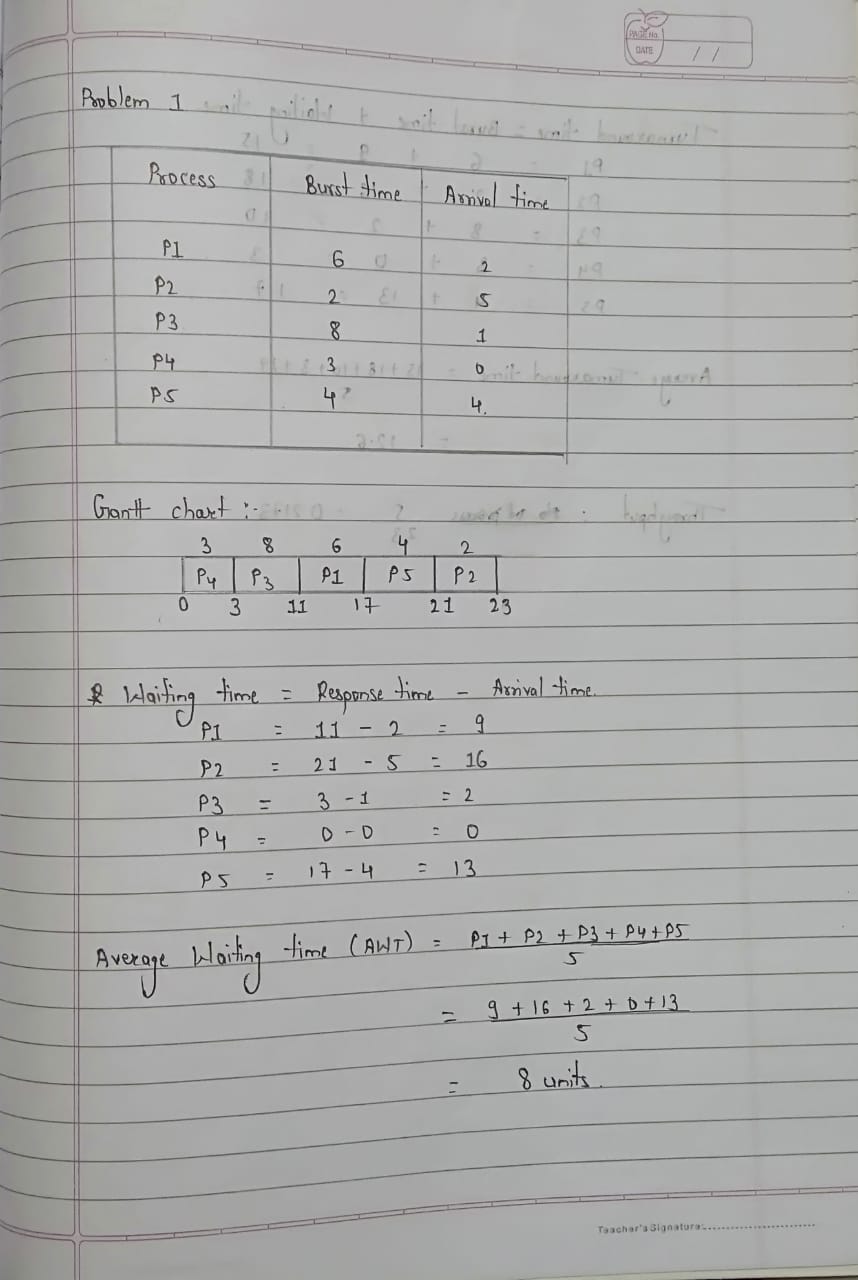 PAGE No.
DATE / /
Problem 1
Process Burst time Arrival time
P1 6 2
P2 2 5
P3 8 1
P4 3 0
P5 4 4.
Gantt chart :-
3 8 6 4 2
P4 P3 P1 P5 P2
0 3 11 17 21 23
Waiting time = Response time - Arrival time.
P1 = 11 - 2 = 9
P2 = 21 - 5 = 16
P3 = 3 - 1 = 2
P4 = 0 - 0 = 0
P5 = 17 - 4 = 13
Average Waiting time (AWT) = P1 + P2 + P3 + P4 + P5
5
= 9 + 16 + 2 + 0 + 13
5
= 8 units.
Teacher's Signature: